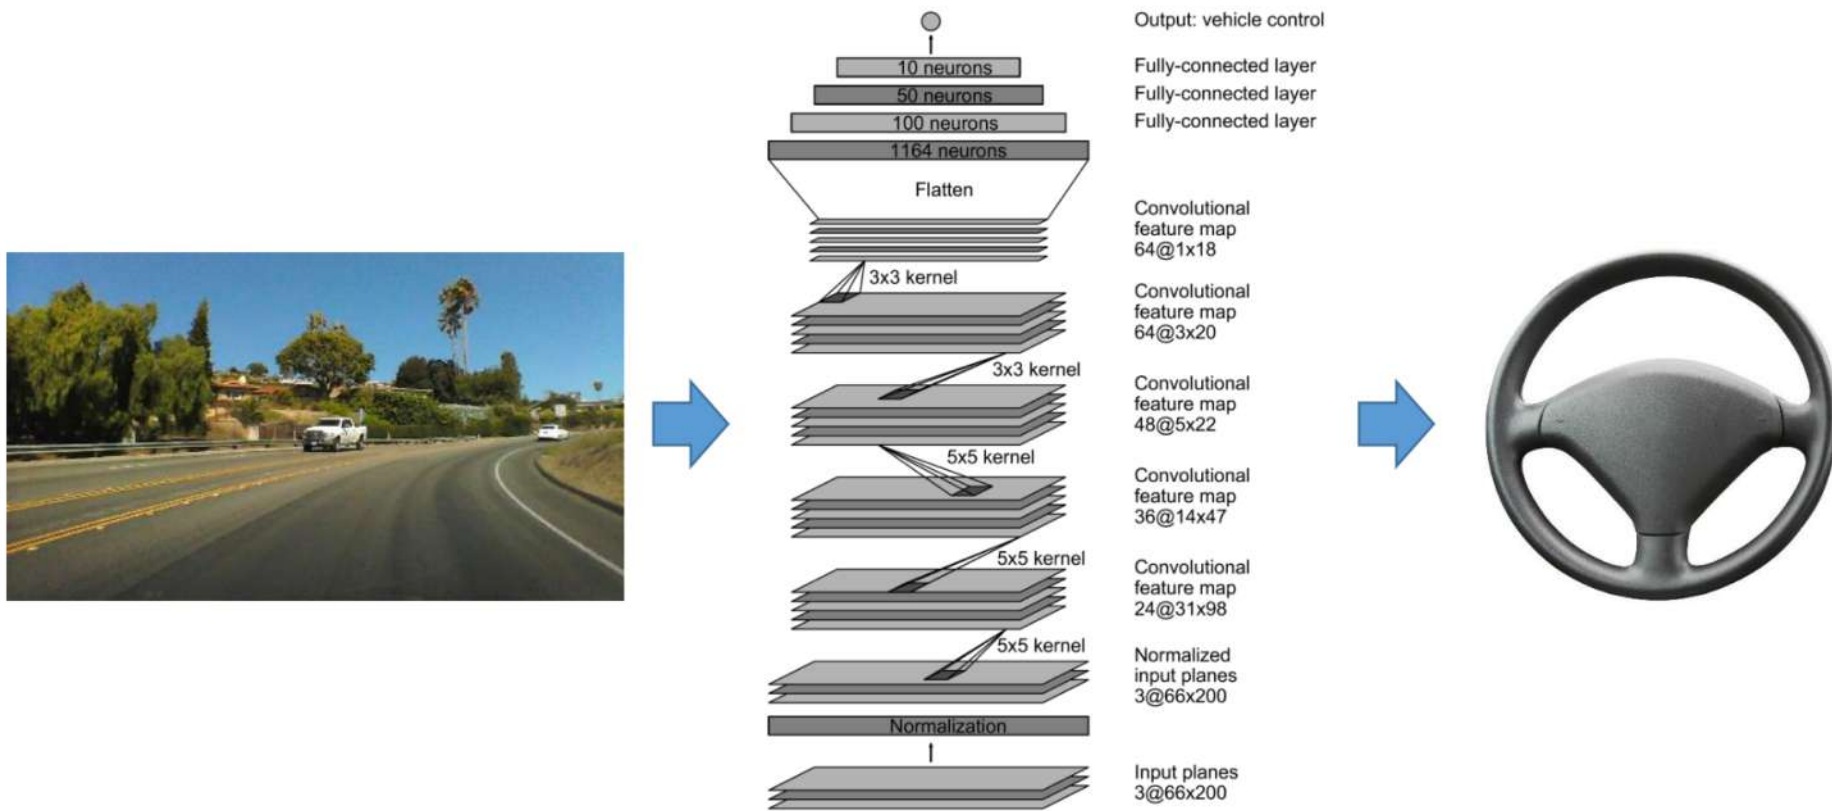 Output: vehicle control
10 neurons
Fully-connected layer
50 neurons
Fully-connected layer
100 neurons
Fully-connected layer
1164 neurons
Flatten
Convolutional
feature map
64@1x18
3x3 kernel
Convolutional
feature map
64@3x20
3x3 kernel
Convolutional
feature map
48@5x22
5x5 kernel
Convolutional
feature map
36@14x47
5x5 kernel
Convolutional
feature map
24@31x98
5x5 kernel
Normalized
input planes
3@66x200
Normalization
Input planes
3@66x200